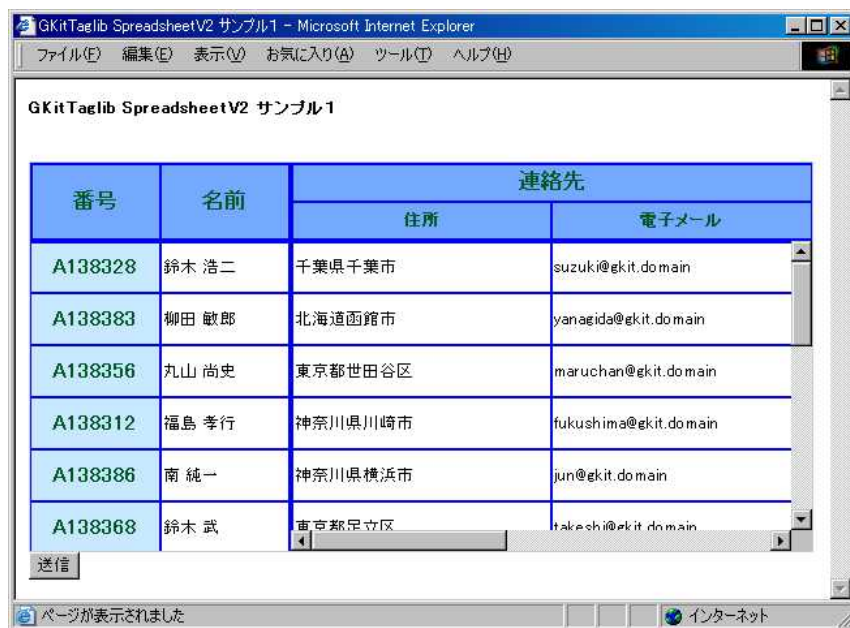 GKitTaglib SpreadsheetV2 サンプル1 - Microsoft Internet Explorer
ファイル(F) 編集(E) 表示(V) お気に入り(A) ツール(T) ヘルプ(H)
GKitTaglib SpreadsheetV2 サンプル1
番号 名前 連絡先
住所 電子メール
A138328 鈴木 浩二 千葉県千葉市 suzuki@gkit.domain
A138383 柳田 敏郎 北海道函館市 yanagida@gkit.domain
A138356 丸山 尚史 東京都世田谷区 maruchan@gkit.domain
A138312 福島 孝行 神奈川県川崎市 fukushima@gkit.domain
A138386 南 純一 神奈川県横浜市 jun@gkit.domain
A138368 鈴木 武 東京都足立区 takeshi@gkit.domain
送信
ページが表示されました インターネット